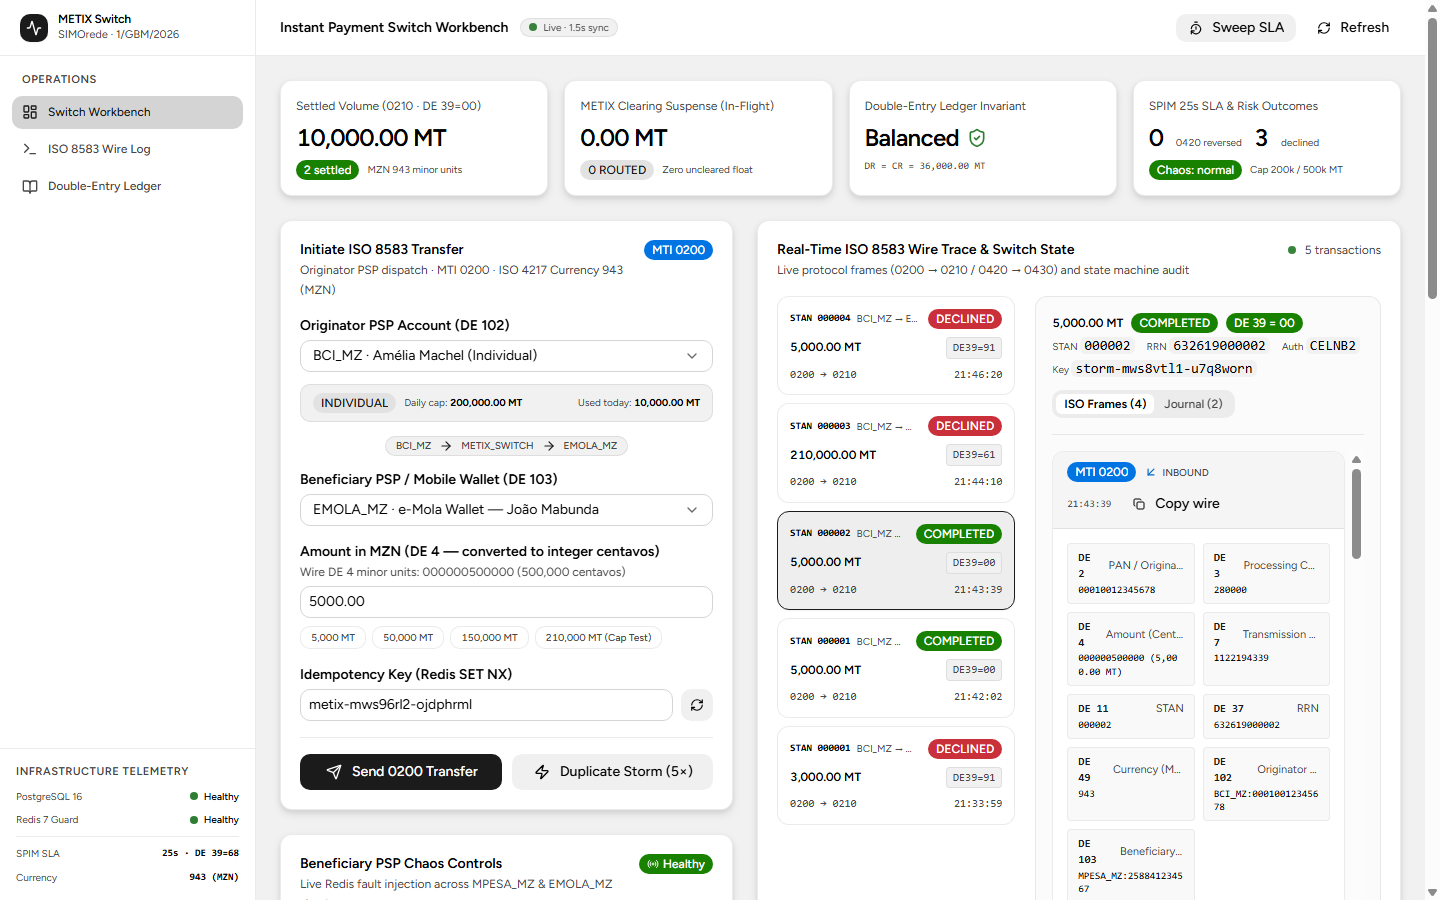 METIX Switch
SIMOrede · 1/GBM/2026
OPERATIONS
Switch Workbench
ISO 8583 Wire Log
Double-Entry Ledger
INFRASTRUCTURE TELEMETRY
PostgreSQL 16 Healthy
Redis 7 Guard Healthy
SPIM SLA 25s · DE 39=68
Currency 943 (MZN)
Instant Payment Switch Workbench Live · 1.5s sync Sweep SLA Refresh
Settled Volume (0210 · DE 39=00)
10,000.00 MT
2 settled MZN 943 minor units
METIX Clearing Suspense (In-Flight)
0.00 MT
0 ROUTED Zero uncleared float
Double-Entry Ledger Invariant
Balanced
DR = CR = 36,000.00 MT
SPIM 25s SLA & Risk Outcomes
0 0420 reversed 3 declined
Chaos: normal Cap 200k / 500k MT
Initiate ISO 8583 Transfer MTI 0200
Originator PSP dispatch · MTI 0200 · ISO 4217 Currency 943
(MZN)
Originator PSP Account (DE 102)
BCI_MZ · Amélia Machel (Individual)
INDIVIDUAL Daily cap: 200,000.00 MT Used today: 10,000.00 MT
BCI_MZ → METIX_SWITCH → EMOLA_MZ
Beneficiary PSP / Mobile Wallet (DE 103)
EMOLA_MZ · e-Mola Wallet — João Mabunda
Amount in MZN (DE 4 — converted to integer centavos)
Wire DE 4 minor units: 000000500000 (500,000 centavos)
5000.00
5,000 MT 50,000 MT 150,000 MT 210,000 MT (Cap Test)
Idempotency Key (Redis SET NX)
metix-mws96rl2-ojdphrml
Send 0200 Transfer Duplicate Storm (5×)
Beneficiary PSP Chaos Controls Healthy
Live Redis fault injection across MPESA_MZ & EMOLA_MZ
Real-Time ISO 8583 Wire Trace & Switch State 5 transactions
Live protocol frames (0200 → 0210 / 0420 → 0430) and state machine audit
STAN 000004 BCI_MZ → E... DECLINED
5,000.00 MT DE39=91
0200 → 0210 21:46:20
STAN 000003 BCI_MZ → ... DECLINED
210,000.00 MT DE39=61
0200 → 0210 21:44:10
STAN 000002 BCI_MZ ... COMPLETED
5,000.00 MT DE39=00
0200 → 0210 21:43:39
STAN 000001 BCI_MZ ... COMPLETED
5,000.00 MT DE39=00
0200 → 0210 21:42:02
STAN 000001 BCI_MZ → ... DECLINED
3,000.00 MT DE39=91
0200 → 0210 21:33:59
5,000.00 MT COMPLETED DE 39 = 00
STAN 000002 RRN 632619000002 Auth CELNB2
Key storm-mws8vtl1-u7q8worn
ISO Frames (4) Journal (2)
MTI 0200 INBOUND
21:43:39 Copy wire
DE 2 PAN / Origina...
00010012345678
DE 3 Processing C...
280000
DE 4 Amount (Cent...
000000500000 (5,00
0.00 MT)
DE 7 Transmission ...
1122194339
DE 11 STAN
000002
DE 37 RRN
632619000002
DE 49 Currency (M...
943
DE 102 Originator ...
BCI_MZ:000100123456
78
DE 103 Beneficiary...
MPESA_MZ:2588412345
67